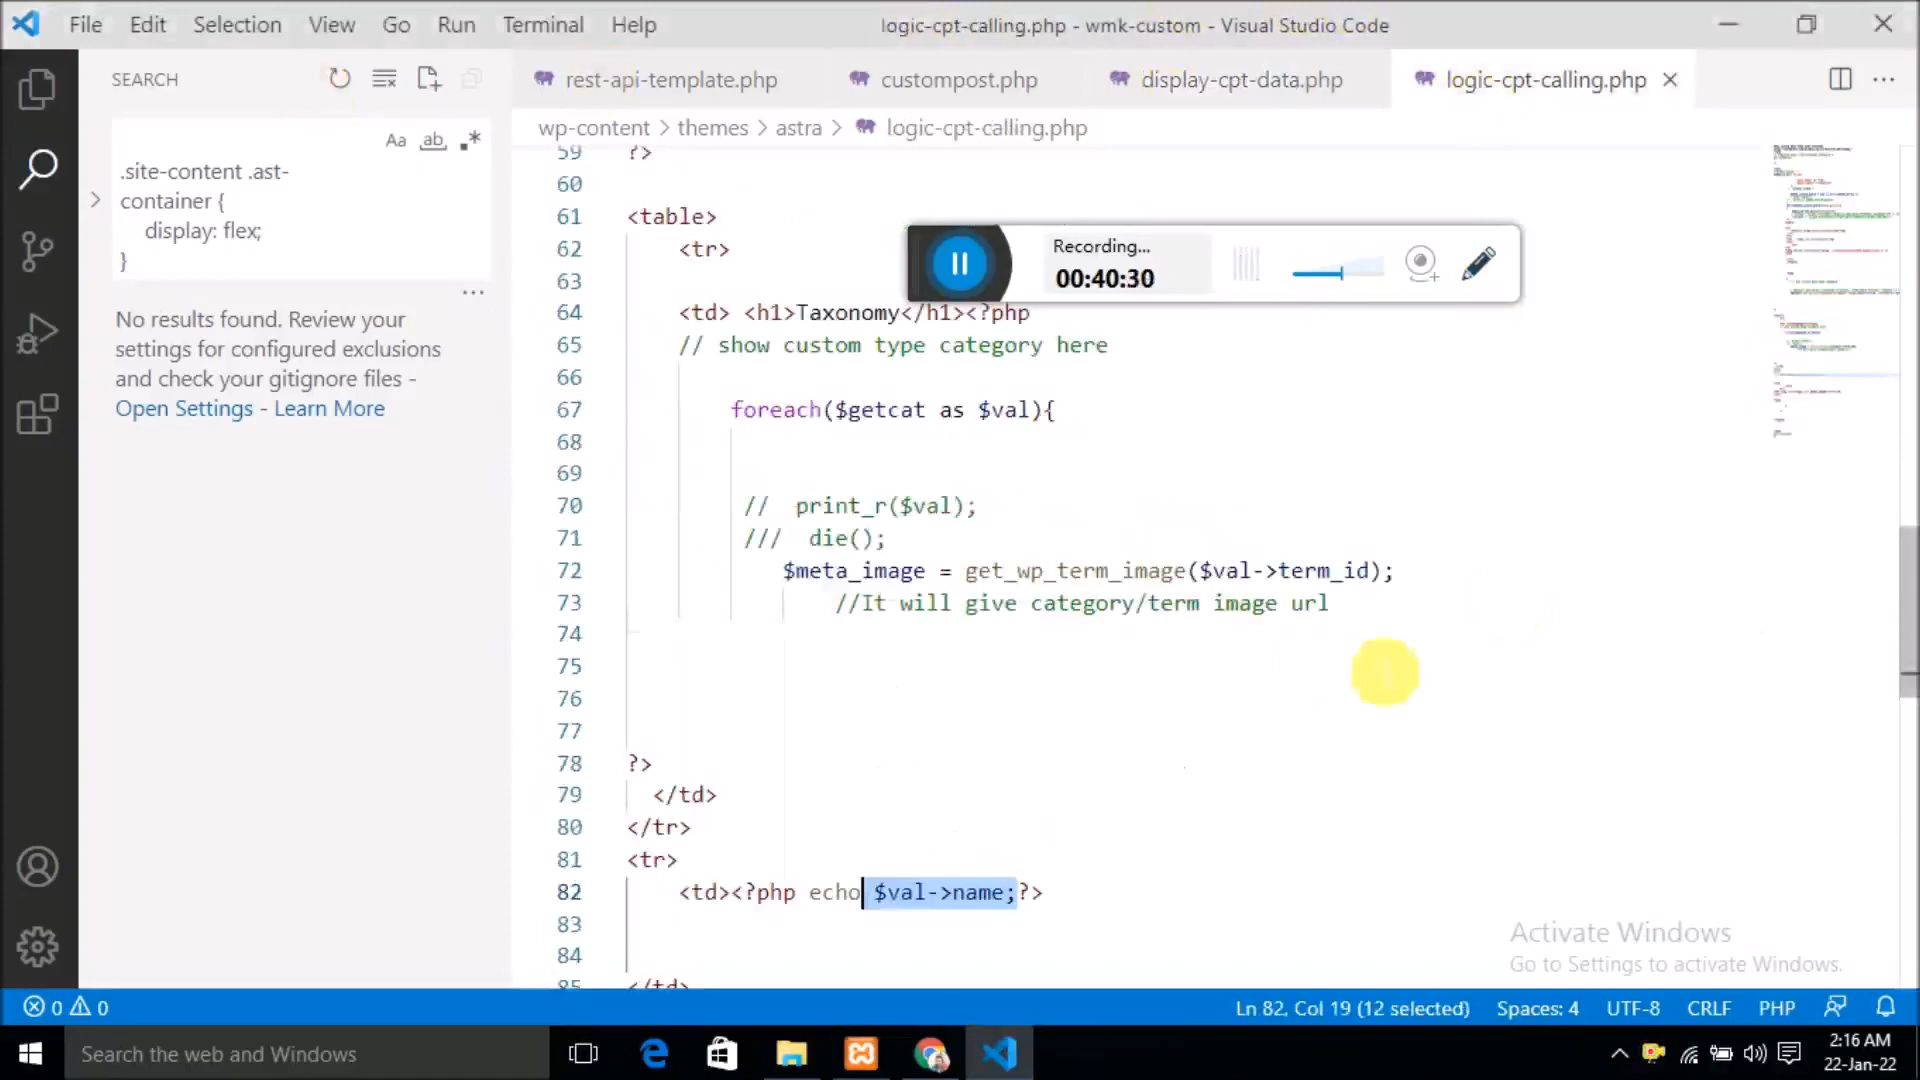 File Edit Selection View Go Run Terminal Help
logic-cpt-calling.php - wmk-custom - Visual Studio Code
SEARCH
rest-api-template.php
custompost.php
display-cpt-data.php
logic-cpt-calling.php
wp-content > themes > astra > logic-cpt-calling.php
Aa ab
.site-content .ast-
container {
display: flex;
}
...
No results found. Review your
settings for configured exclusions
and check your gitignore files -
Open Settings - Learn More
59 ?>
60
61 <table>
62 <tr>
63
64 <td> <h1>Taxonomy</h1><?php
65 // show custom type category here
66
67 foreach($getcat as $val){
68
69
70 // print_r($val);
71 /// die();
72 $meta_image = get_wp_term_image($val->term_id);
73 //It will give category/term image url
74
75
76
77
78 ?>
79 </td>
80 </tr>
81 <tr>
82 <td><?php echo $val->name;?>
83
84
85 </td>
Recording...
00:40:30
Activate Windows
Go to Settings to activate Windows.
0 0
Ln 82, Col 19 (12 selected) Spaces: 4 UTF-8 CRLF PHP
Search the web and Windows
2:16 AM
22-Jan-22